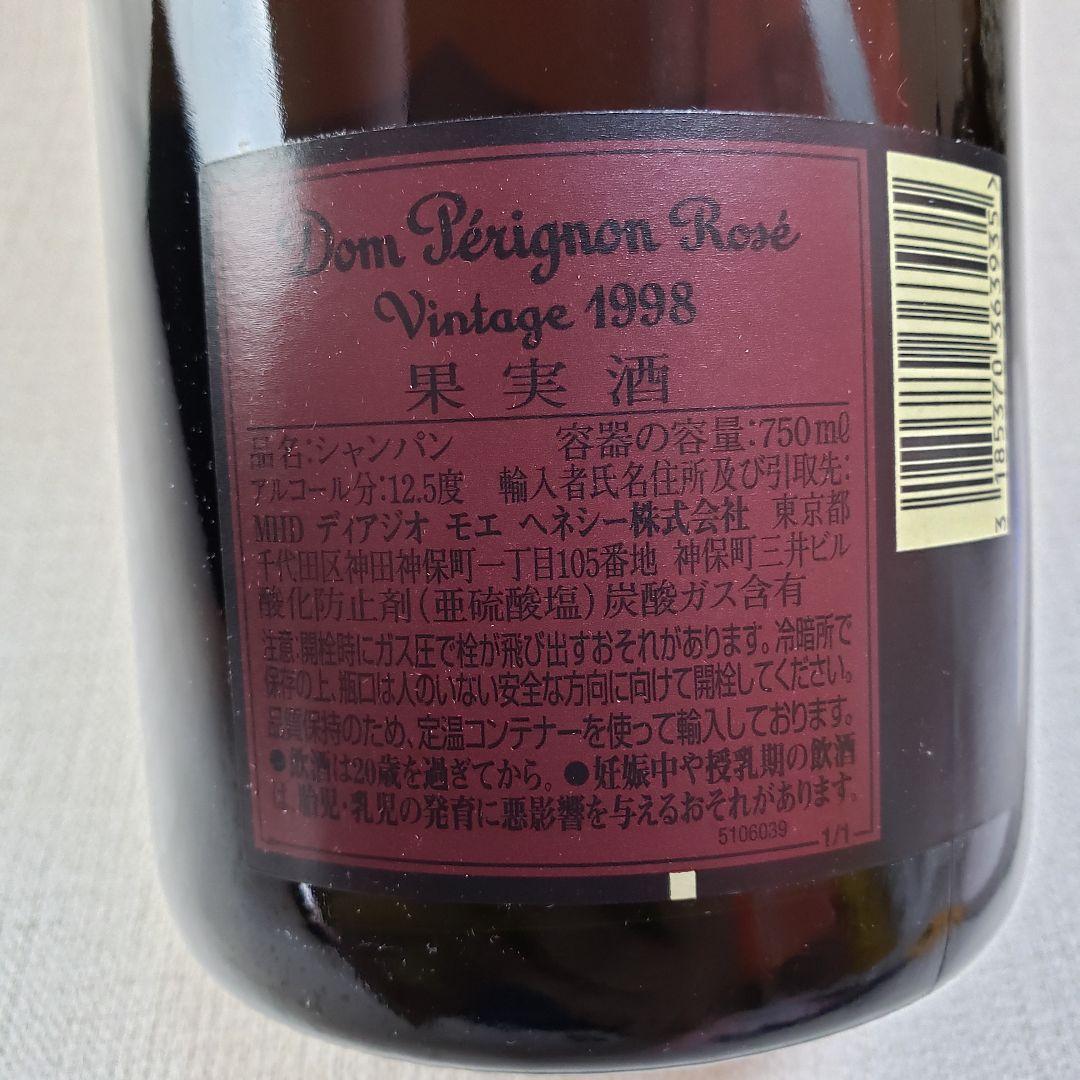 Dom Pérignon Rosé
Vintage 1998
果実酒
品名:シャンパン 容器の容量:750mℓ
アルコール分:12.5度 輸入者氏名住所及び引取先:
MHD ディアジオ モエ ヘネシー株式会社 東京都
千代田区神田神保町一丁目105番地 神保町三井ビル
酸化防止剤(亜硫酸塩)炭酸ガス含有
注意:開栓時にガス圧で栓が飛び出すおそれがあります。冷暗所で
保存の上、瓶口は人のいない安全な方向に向けて開栓してください。
品質保持のため、定温コンテナーを使って輸入しております。
●飲酒は20歳を過ぎてから。●妊娠中や授乳期の飲酒
は、胎児・乳児の発育に悪影響を与えるおそれがあります。
5106039 1/1
3 185370 363935 >